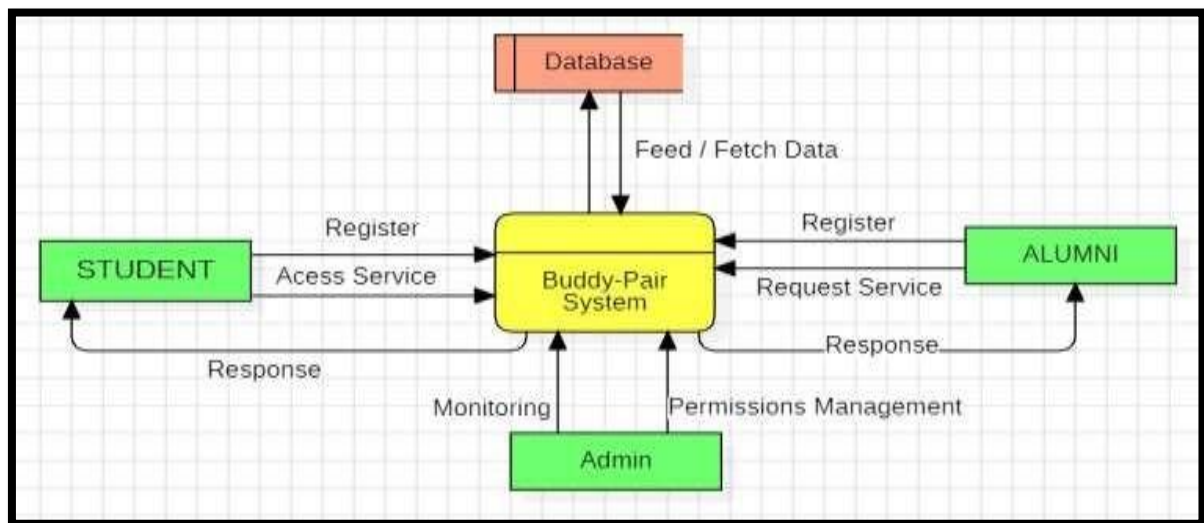 Database
Feed / Fetch Data
Register
Register
STUDENT
ALUMNI
Acess Service
Buddy-Pair
System
Request Service
Response
Response
Monitoring
Permissions Management
Admin